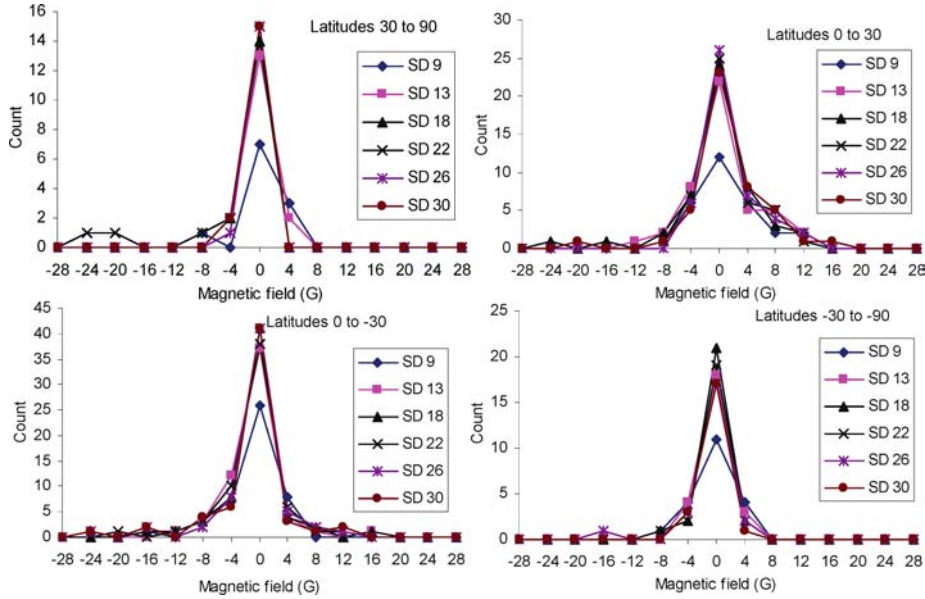 Latitudes 30 to 90
16
14
12
10
8
6
4
2
0
Count
SD 9
SD 13
SD 18
SD 22
SD 26
SD 30
-28 -24 -20 -16 -12 -8 -4 0 4 8 12 16 20 24 28
Magnetic field (G)
Latitudes 0 to 30
30
25
20
15
10
5
0
Count
SD 9
SD 13
SD 18
SD 22
SD 26
SD 30
-28 -24 -20 -16 -12 -8 -4 0 4 8 12 16 20 24 28
Magnetic field (G)
Latitudes 0 to -30
45
40
35
30
25
20
15
10
5
0
Count
SD 9
SD 13
SD 18
SD 22
SD 26
SD 30
-28 -24 -20 -16 -12 -8 -4 0 4 8 12 16 20 24 28
Magnetic field (G)
Latitudes -30 to -90
25
20
15
10
5
0
Count
SD 9
SD 13
SD 18
SD 22
SD 26
SD 30
-28 -24 -20 -16 -12 -8 -4 0 4 8 12 16 20 24 28
Magnetic field (G)